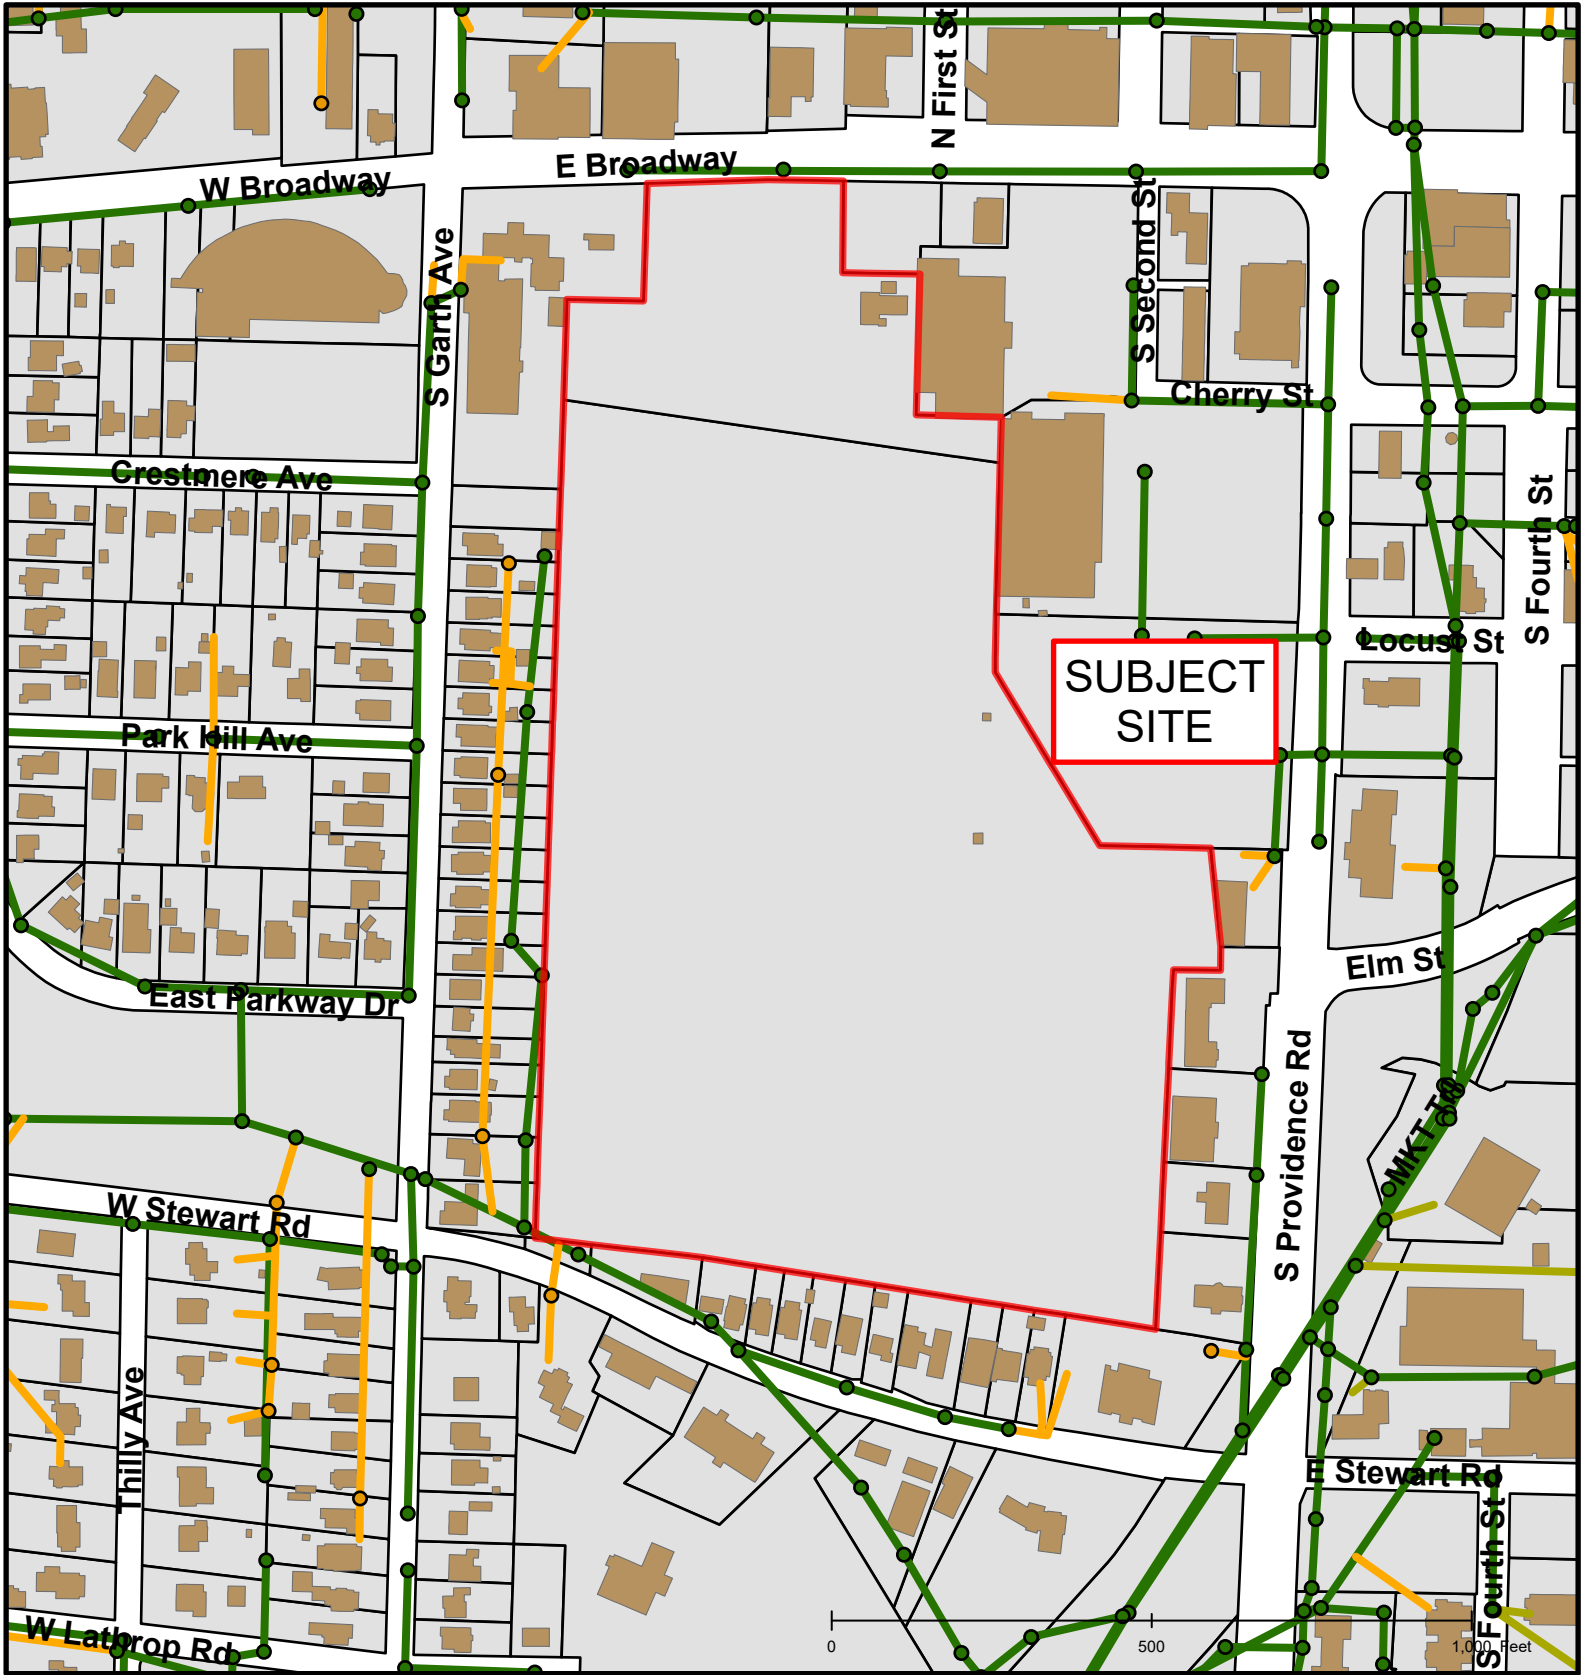 N First St
E Broadway
W Broadway
S Garth Ave
S Second St
Cherry St
Crestmere Ave
S Fourth St
Locust St
SUBJECT
SITE
Park Hill Ave
Elm St
East Parkway Dr
S Providence Rd
MKT Trl
W Stewart Rd
Thilly Ave
E Stewart Rd
S Fourth St
W Lathrop Rd
0 500 1,000 Feet